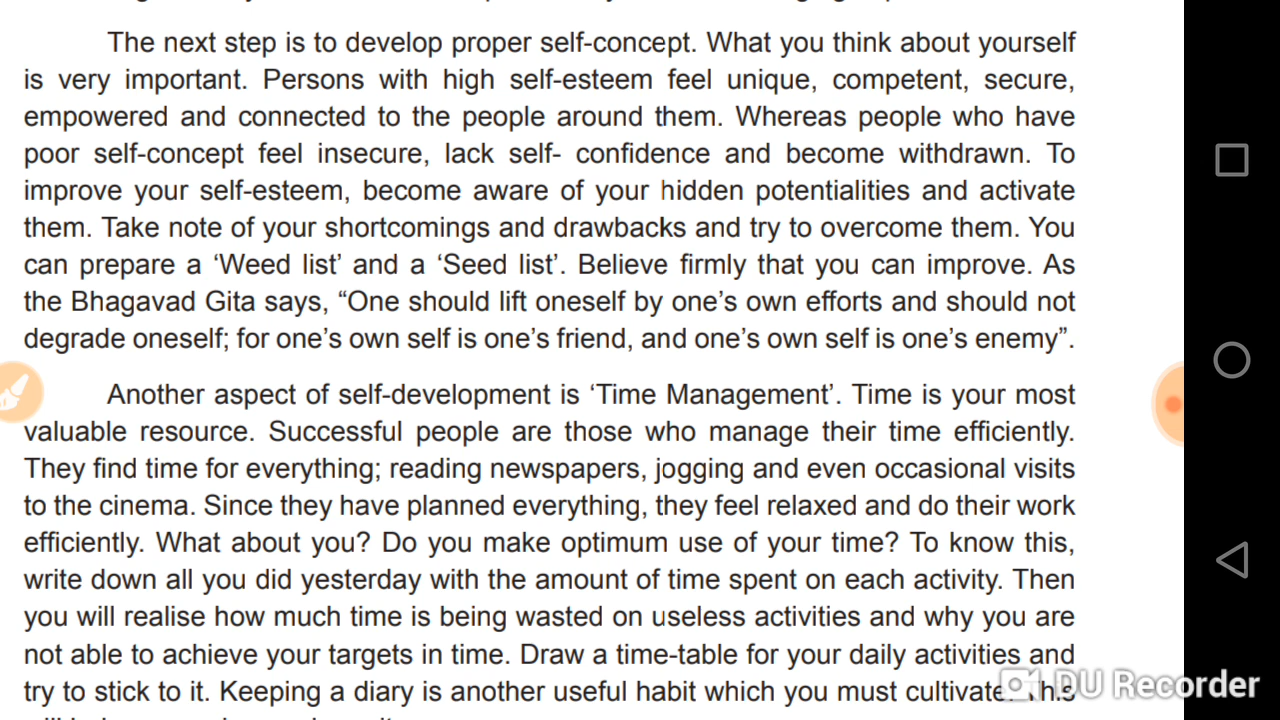 The next step is to develop proper self-concept. What you think about yourself
is very important. Persons with high self-esteem feel unique, competent, secure,
empowered and connected to the people around them. Whereas people who have
poor self-concept feel insecure, lack self- confidence and become withdrawn. To
improve your self-esteem, become aware of your hidden potentialities and activate
them. Take note of your shortcomings and drawbacks and try to overcome them. You
can prepare a ‘Weed list’ and a ‘Seed list’. Believe firmly that you can improve. As
the Bhagavad Gita says, “One should lift oneself by one’s own efforts and should not
degrade oneself; for one’s own self is one’s friend, and one’s own self is one’s enemy”.
Another aspect of self-development is ‘Time Management’. Time is your most
valuable resource. Successful people are those who manage their time efficiently.
They find time for everything; reading newspapers, jogging and even occasional visits
to the cinema. Since they have planned everything, they feel relaxed and do their work
efficiently. What about you? Do you make optimum use of your time? To know this,
write down all you did yesterday with the amount of time spent on each activity. Then
you will realise how much time is being wasted on useless activities and why you are
not able to achieve your targets in time. Draw a time-table for your daily activities and
try to stick to it. Keeping a diary is another useful habit which you must cultivate. This
DU Recorder